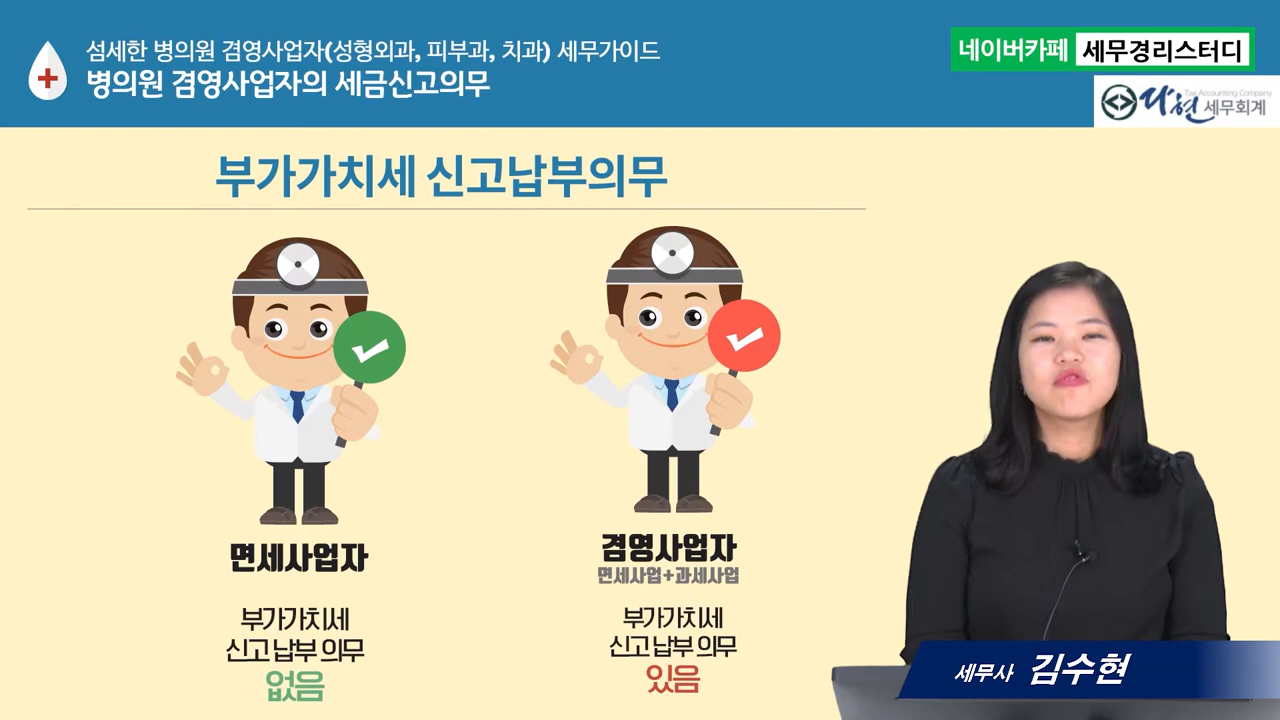 섬세한 병의원 겸영사업자(성형외과, 피부과, 치과) 세무가이드
병의원 겸영사업자의 세금신고의무
네이버카페 세무경리스터디
Tax Accounting Company
다현 세무회계
부가가치세 신고납부의무
면세사업자
부가가치세
신고 납부 의무
없음
겸영사업자
면세사업+과세사업
부가가치세
신고 납부 의무
있음
세무사 김수현